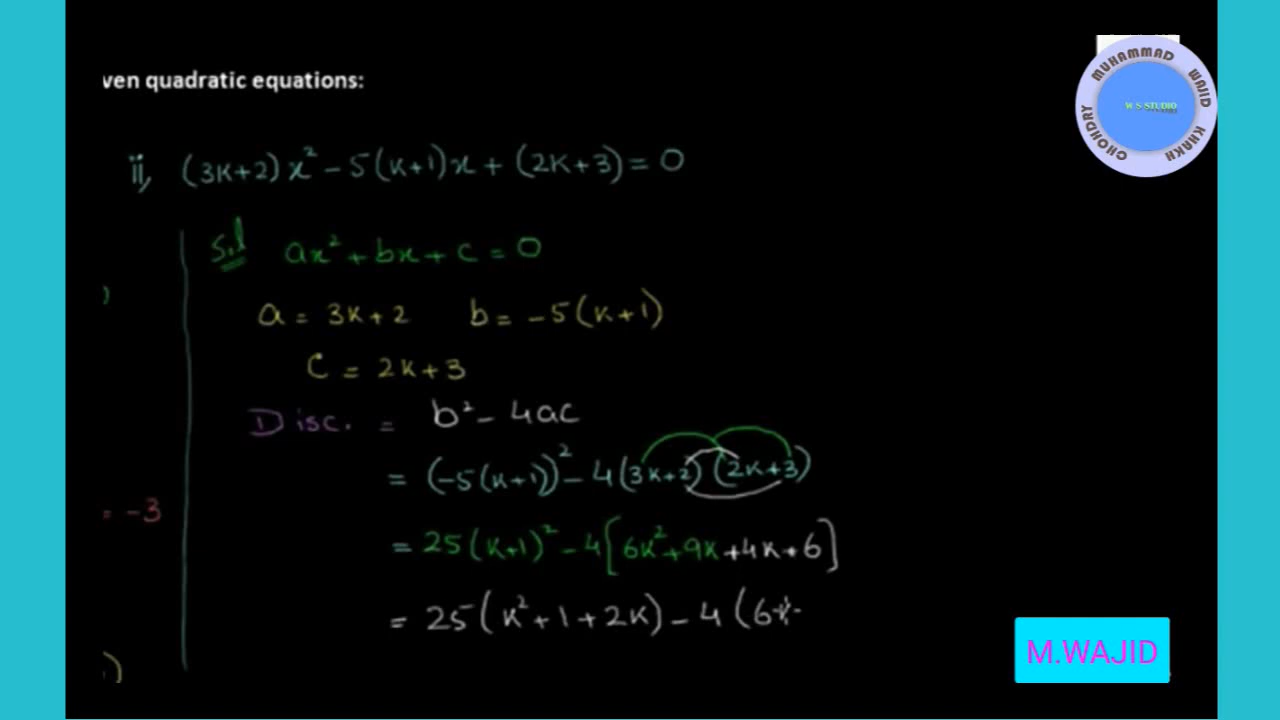 ven quadratic equations:
MUHAMMAD WAJID KHAKH CHOHDRY
W S STUDIO
ii, (3K+2)x² - 5(K+1)x + (2K+3) = 0
Sol ax² + bx + c = 0
)
a = 3K+2 b = -5(K+1)
C = 2K+3
Disc. = b² - 4ac
= (-5(K+1))² - 4(3K+2)(2K+3)
= -3
= 25(K+1)² - 4[6K²+9K+4K+6]
= 25(K²+1+2K) - 4(6
)
M.WAJID